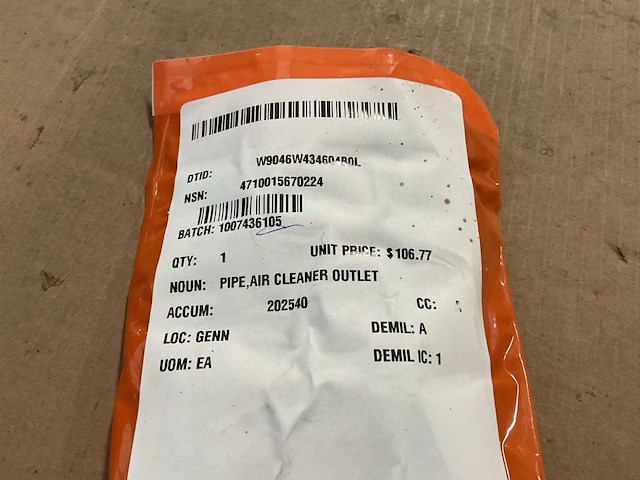 DTID: W9046W434604B0L
NSN: 4710015670224
BATCH: 1007436105
QTY: 1 UNIT PRICE: $106.77
NOUN: PIPE,AIR CLEANER OUTLET
ACCUM: 202540 CC: A
LOC: GENN DEMIL: A
UOM: EA DEMIL IC: 1